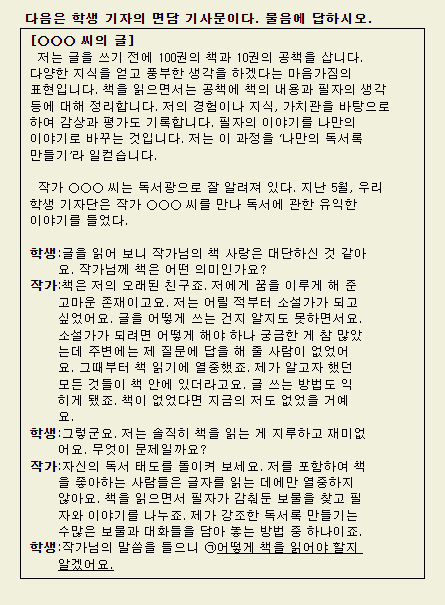 다음은 학생 기자의 면담 기사문이다. 물음에 답하시오.
[○○○ 씨의 글]
저는 글을 쓰기 전에 100권의 책과 10권의 공책을 삽니다.
다양한 지식을 얻고 풍부한 생각을 하겠다는 마음가짐의
표현입니다. 책을 읽으면서는 공책에 책의 내용과 필자의 생각
등에 대해 정리합니다. 저의 경험이나 지식, 가치관을 바탕으로
하여 감상과 평가도 기록합니다. 필자의 이야기를 나만의
이야기로 바꾸는 것입니다. 저는 이 과정을 '나만의 독서록
만들기'라 일컫습니다.
작가 ○○○ 씨는 독서광으로 잘 알려져 있다. 지난 5월, 우리
학생 기자단은 작가 ○○○ 씨를 만나 독서에 관한 유익한
이야기를 들었다.
학생:글을 읽어 보니 작가님의 책 사랑은 대단하신 것 같아
요. 작가님께 책은 어떤 의미인가요?
작가:책은 저의 오래된 친구죠. 저에게 꿈을 이루게 해 준
고마운 존재이고요. 저는 어릴 적부터 소설가가 되고
싶었어요. 글을 어떻게 쓰는 건지 알지도 못하면서요.
소설가가 되려면 어떻게 해야 하나 궁금한 게 참 많았
는데 주변에는 제 질문에 답을 해 줄 사람이 없었어
요. 그때부터 책 읽기에 열중했죠. 제가 알고자 했던
모든 것들이 책 안에 있더라고요. 글 쓰는 방법도 익
히게 됐죠. 책이 없었다면 지금의 저도 없었을 거예
요.
학생:그렇군요. 저는 솔직히 책을 읽는 게 지루하고 재미없
어요. 무엇이 문제일까요?
작가:자신의 독서 태도를 돌이켜 보세요. 저를 포함하여 책
을 좋아하는 사람들은 글자를 읽는 데에만 열중하지
않아요. 책을 읽으면서 필자가 감춰둔 보물을 찾고 필
자와 이야기를 나누죠. 제가 강조한 독서록 만들기는
수많은 보물과 대화들을 담아 놓는 방법 중 하나이죠.
학생:작가님의 말씀을 들으니 ㉠어떻게 책을 읽어야 할지
알겠어요.